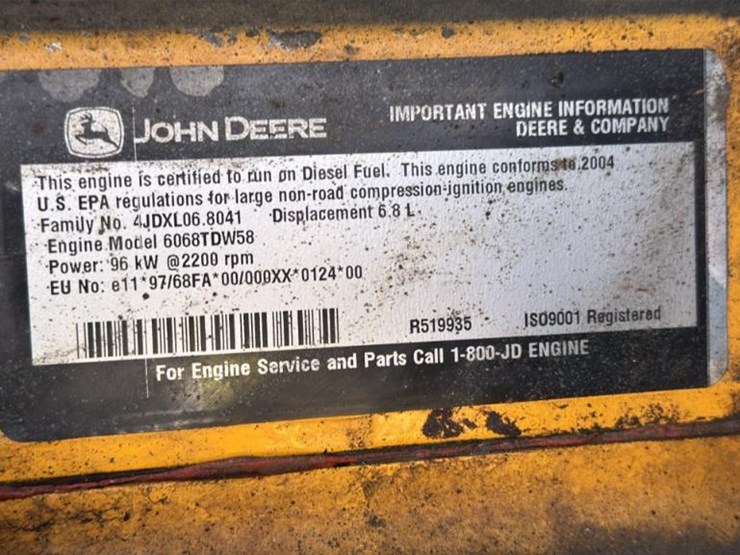 JOHN DEERE
IMPORTANT ENGINE INFORMATION
DEERE & COMPANY
This engine is certified to run on Diesel Fuel. This engine conforms to 2004
U.S. EPA regulations for large non-road compression-ignition engines.
Family No. 4JDXL06.8041 Displacement 6.8 L
Engine Model 6068TDW58
Power: 96 kW @2200 rpm
EU No: e11*97/68FA*00/000XX*0124*00
R519935 ISO9001 Registered
For Engine Service and Parts Call 1-800-JD ENGINE